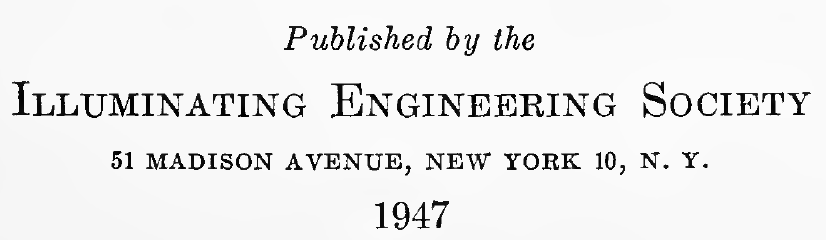 Published by the
Illuminating Engineering Society
51 MADISON AVENUE, NEW YORK 10, N. Y.
1947